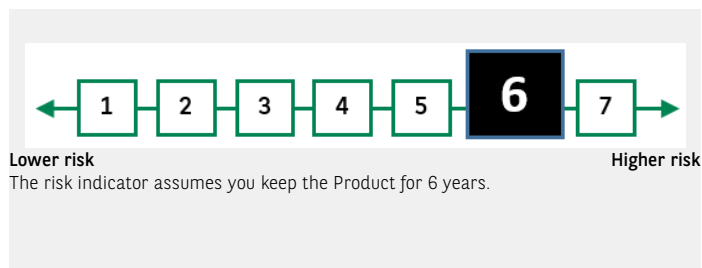 1 2 3 4 5 6 7
Lower risk Higher risk
The risk indicator assumes you keep the Product for 6 years.